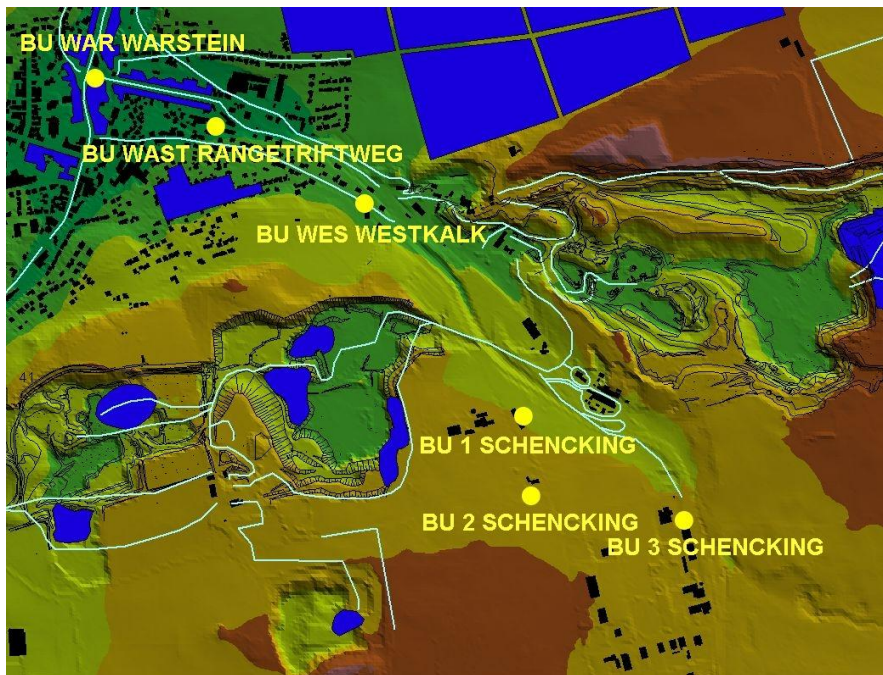 BU WAR WARSTEIN
BU WAST RANGETRIFTWEG
BU WES WESTKALK
BU 1 SCHENCKING
BU 2 SCHENCKING
BU 3 SCHENCKING